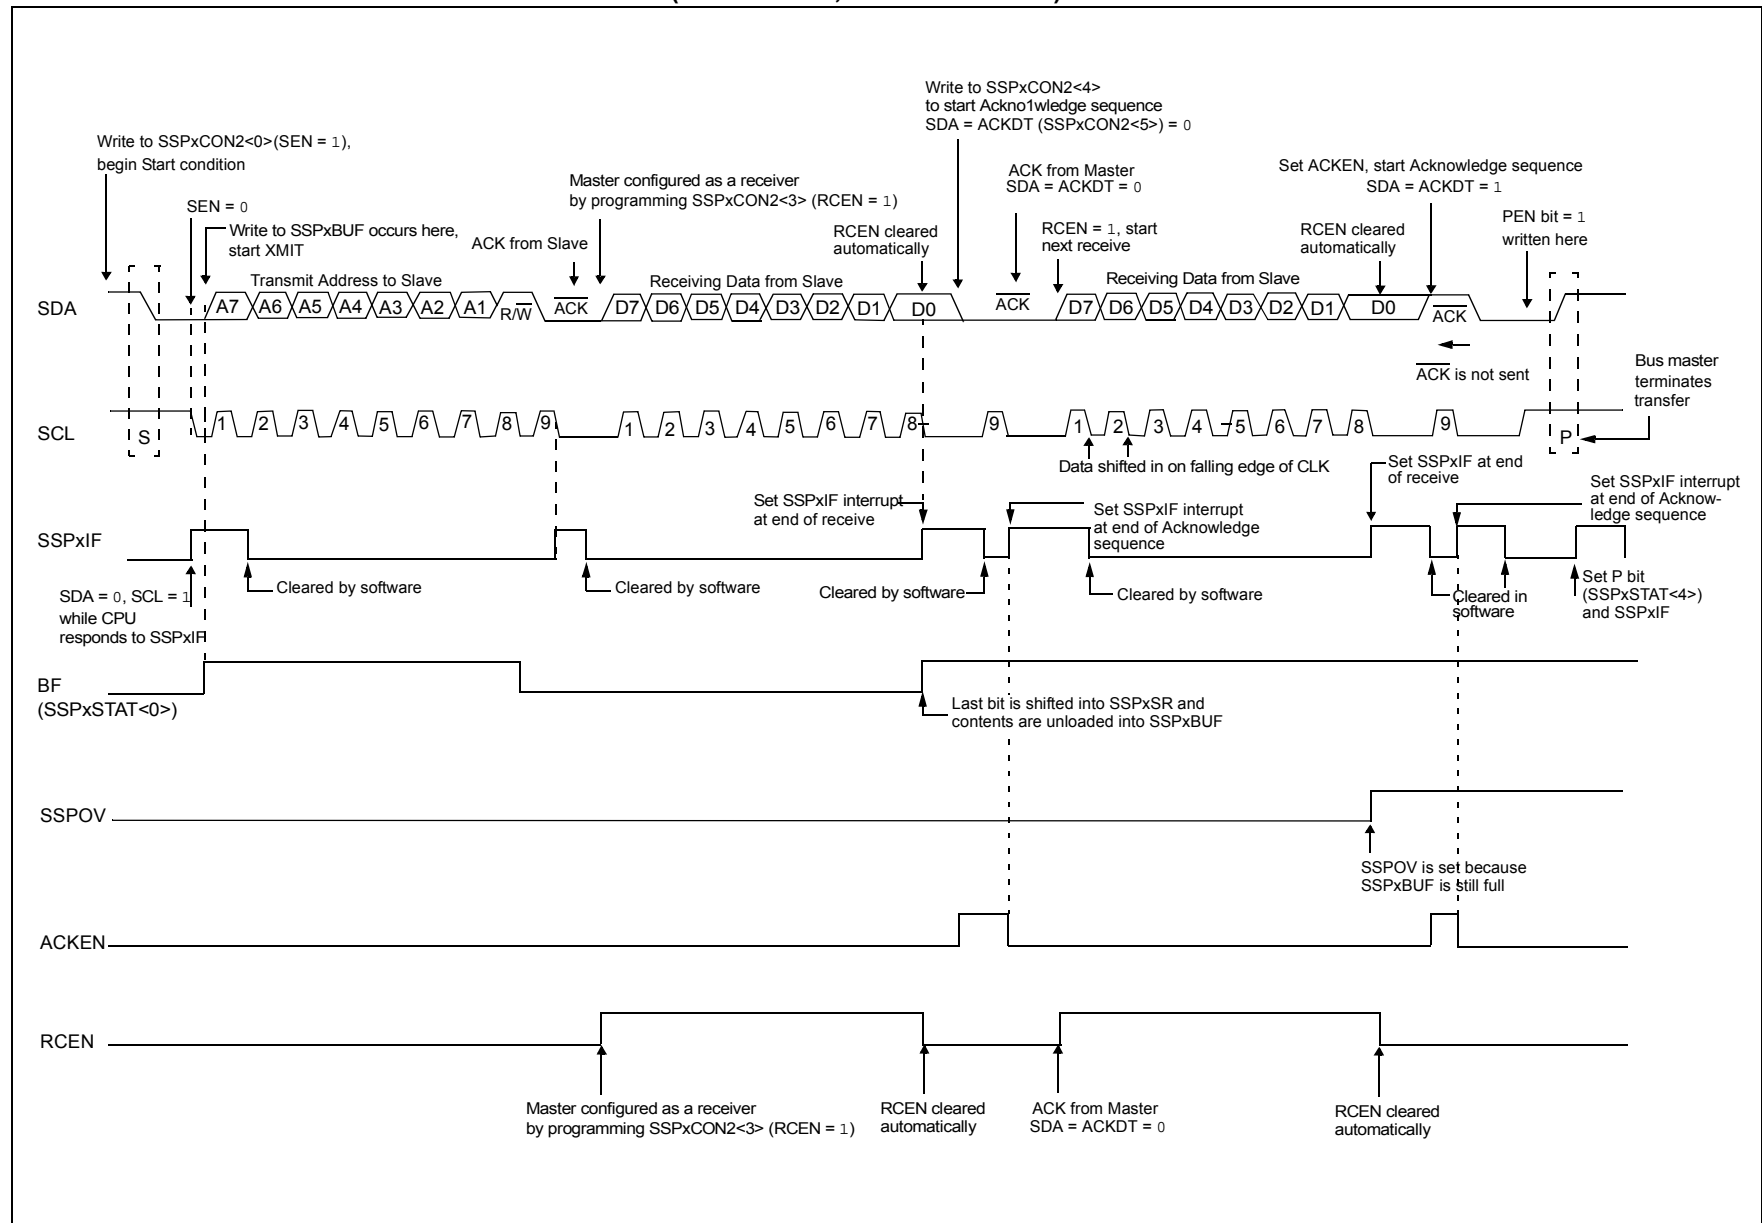 Write to SSPxCON2<4>
to start Ackno1wledge sequence
SDA = ACKDT (SSPxCON2<5>) = 0
Write to SSPxCON2<0>(SEN = 1),
begin Start condition
ACK from Master
SDA = ACKDT = 0
Set ACKEN, start Acknowledge sequence
SDA = ACKDT = 1
Master configured as a receiver
by programming SSPxCON2<3> (RCEN = 1)
SEN = 0
PEN bit = 1
written here
Write to SSPxBUF occurs here,
start XMIT
ACK from Slave
RCEN cleared
automatically
RCEN = 1, start
next receive
RCEN cleared
automatically
Transmit Address to Slave
Receiving Data from Slave
Receiving Data from Slave
SDA
A7 A6 A5 A4 A3 A2 A1 R/W ACK D7 D6 D5 D4 D3 D2 D1 D0 ACK D7 D6 D5 D4 D3 D2 D1 D0 ACK
ACK is not sent
Bus master
terminates
transfer
SCL
S 1 2 3 4 5 6 7 8 9 1 2 3 4 5 6 7 8 9 1 2 3 4 5 6 7 8 9 P
Data shifted in on falling edge of CLK
Set SSPxIF at end
of receive
Set SSPxIF interrupt
at end of receive
Set SSPxIF interrupt
at end of Acknowledge
sequence
Set SSPxIF interrupt
at end of Acknow-
ledge sequence
SSPxIF
SDA = 0, SCL = 1
while CPU
responds to SSPxIF
Cleared by software
Cleared by software
Cleared by software
Cleared by software
Cleared in
software
Set P bit
(SSPxSTAT<4>)
and SSPxIF
BF
(SSPxSTAT<0>)
Last bit is shifted into SSPxSR and
contents are unloaded into SSPxBUF
SSPOV
SSPOV is set because
SSPxBUF is still full
ACKEN
RCEN
Master configured as a receiver
by programming SSPxCON2<3> (RCEN = 1)
RCEN cleared
automatically
ACK from Master
SDA = ACKDT = 0
RCEN cleared
automatically